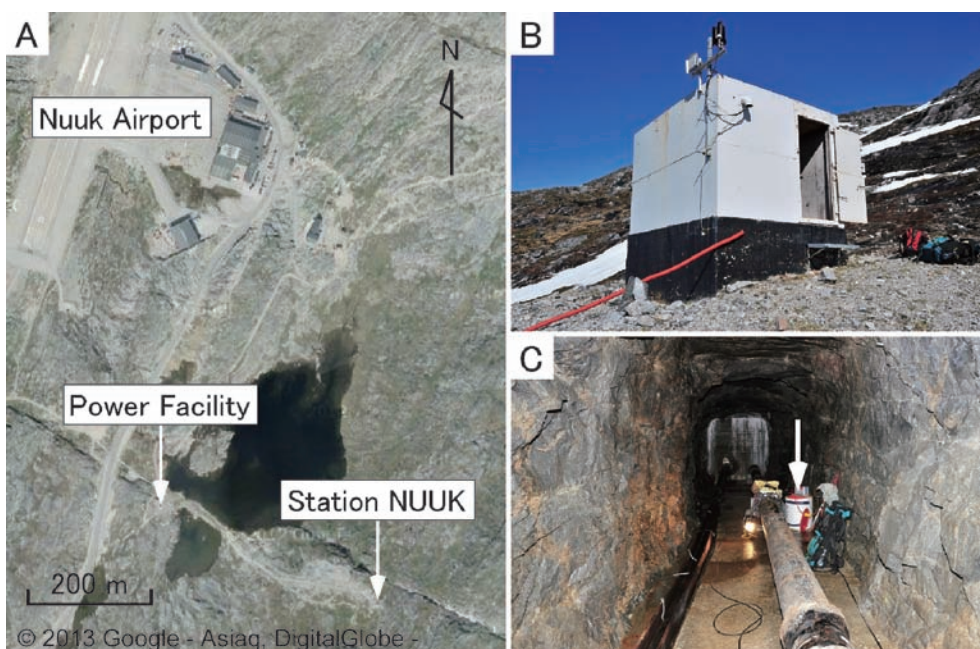 A
N
Nuuk Airport
Power Facility
Station NUUK
200 m
© 2013 Google - Asiaq, DigitalGlobe -
B
C